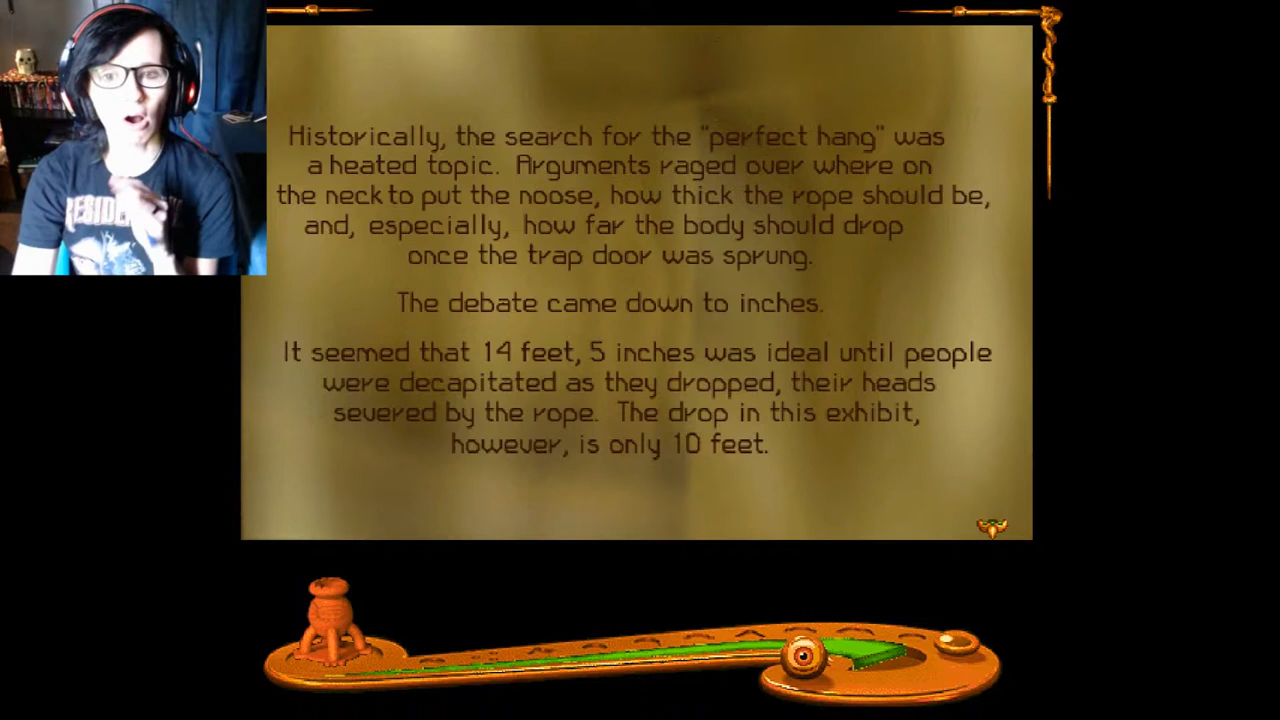 Historically, the search for the "perfect hang" was
a heated topic. Arguments raged over where on
the neck to put the noose, how thick the rope should be,
and, especially, how far the body should drop
once the trap door was sprung.
The debate came down to inches.
It seemed that 14 feet, 5 inches was ideal until people
were decapitated as they dropped, their heads
severed by the rope. The drop in this exhibit,
however, is only 10 feet.
RESID